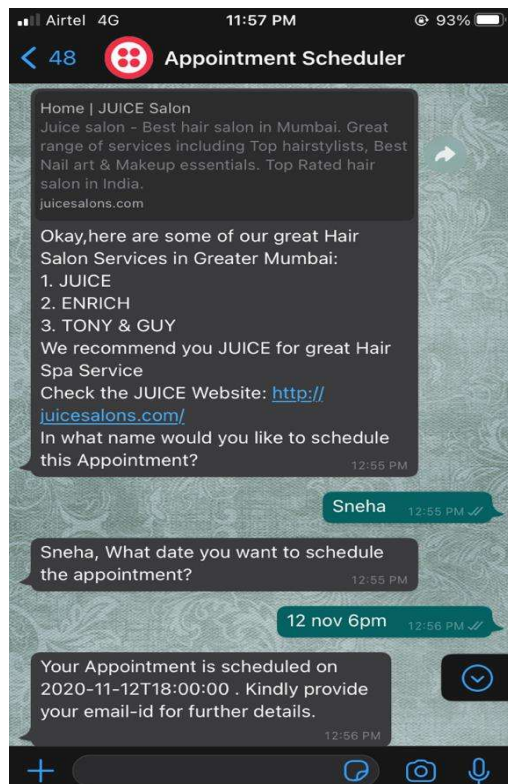 Airtel 4G 11:57 PM 93%
48 Appointment Scheduler
Home | JUICE Salon
Juice salon - Best hair salon in Mumbai. Great
range of services including Top hairstylists, Best
Nail art & Makeup essentials. Top Rated hair
salon in India.
juicesalons.com
Okay,here are some of our great Hair
Salon Services in Greater Mumbai:
1. JUICE
2. ENRICH
3. TONY & GUY
We recommend you JUICE for great Hair
Spa Service
Check the JUICE Website: http://
juicesalons.com/
In what name would you like to schedule
this Appointment?
12:55 PM
Sneha 12:55 PM
Sneha, What date you want to schedule
the appointment?
12:55 PM
12 nov 6pm 12:56 PM
Your Appointment is scheduled on
2020-11-12T18:00:00 . Kindly provide
your email-id for further details.
12:56 PM